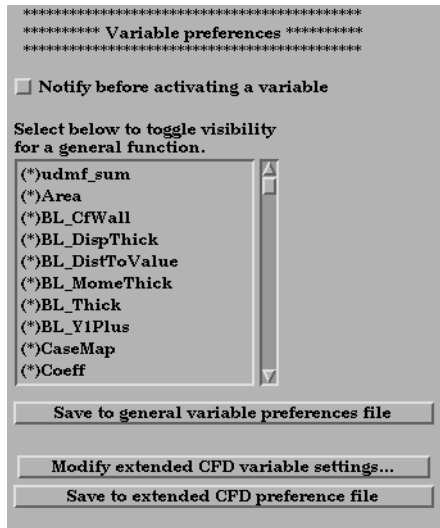 ******************************************
********** Variable preferences **********
******************************************
Notify before activating a variable
Select below to toggle visibility
for a general function.
(*)udmf_sum
(*)Area
(*)BL_CfWall
(*)BL_DispThick
(*)BL_DistToValue
(*)BL_MomeThick
(*)BL_Thick
(*)BL_Y1Plus
(*)CaseMap
(*)Coeff
Save to general variable preferences file
Modify extended CFD variable settings...
Save to extended CFD preference file